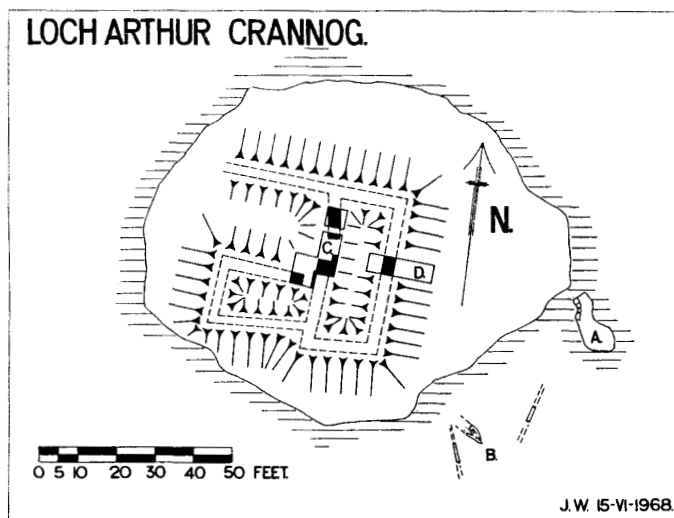 LOCH ARTHUR CRANNOG.
N.
C.
D.
A.
B.
0 5 10 20 30 40 50 FEET.
J.W. 15-VI-1968.